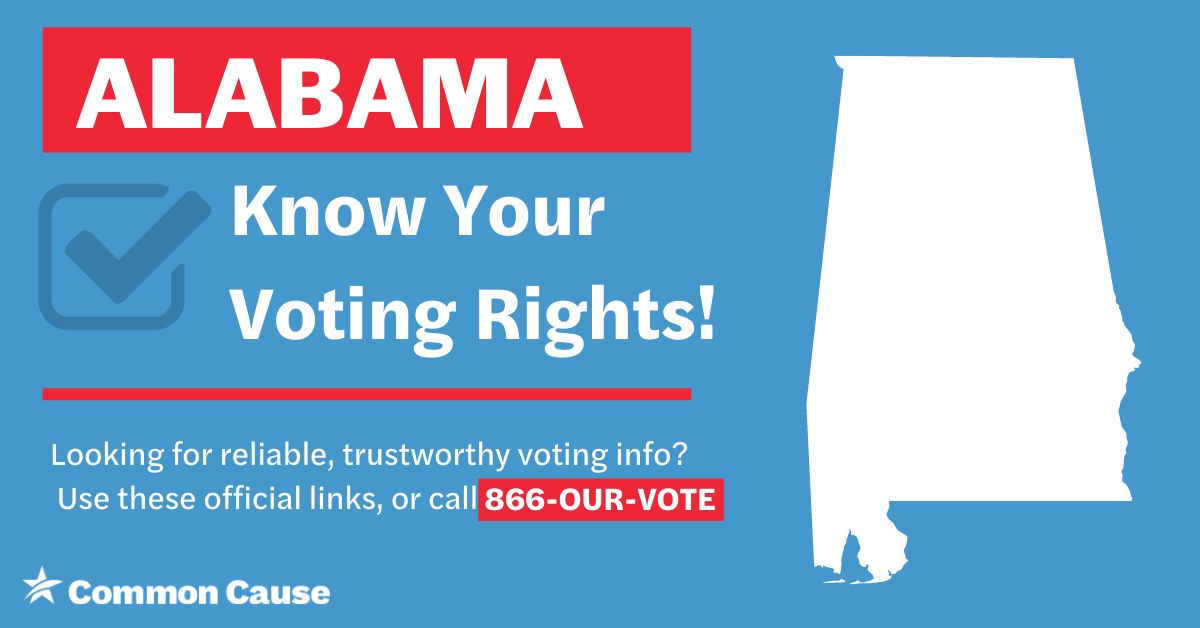 ALABAMA
Know Your
Voting Rights!
Looking for reliable, trustworthy voting info?
Use these official links, or call 866-OUR-VOTE
Common Cause